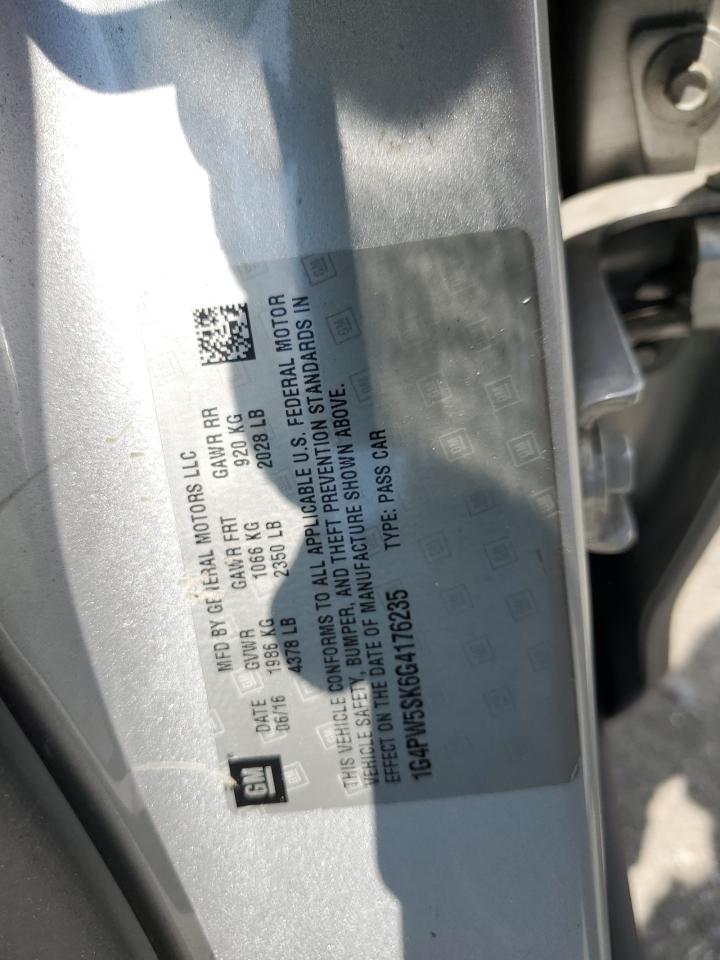 GM
MFD BY GENERAL MOTORS LLC
DATE GVWR GAWR FRT GAWR RR
06/16 1986 KG 1066 KG 920 KG
4378 LB 2350 LB 2028 LB
THIS VEHICLE CONFORMS TO ALL APPLICABLE U.S. FEDERAL MOTOR
VEHICLE SAFETY, BUMPER, AND THEFT PREVENTION STANDARDS IN
EFFECT ON THE DATE OF MANUFACTURE SHOWN ABOVE.
1G4PW5SK6G4176235 TYPE: PASS CAR